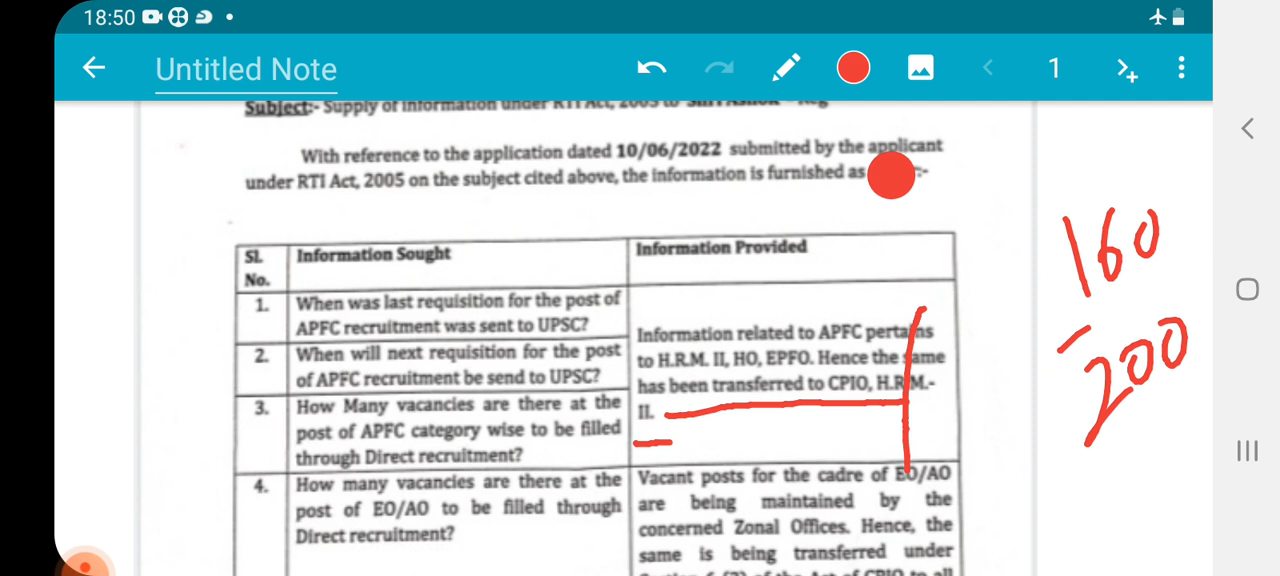 18:50
Untitled Note
1
Subject:- Supply of information under RTI Act, 2005 to
With reference to the application dated 10/06/2022 submitted by the applicant
under RTI Act, 2005 on the subject cited above, the information is furnished as :-
160
- 200
Sl. No.
Information Sought
Information Provided
1.
When was last requisition for the post of
APFC recruitment was sent to UPSC?
2.
When will next requisition for the post
of APFC recruitment be send to UPSC?
3.
How Many vacancies are there at the
post of APFC category wise to be filled
through Direct recruitment?
Information related to APFC pertains
to H.R.M. II, HO, EPFO. Hence the same
has been transferred to CPIO, H.R.M.-
II.
4.
How many vacancies are there at the
post of EO/AO to be filled through
Direct recruitment?
Vacant posts for the cadre of EO/AO
are being maintained by the
concerned Zonal Offices. Hence, the
same is being transferred under
of the Act of CPIO to all